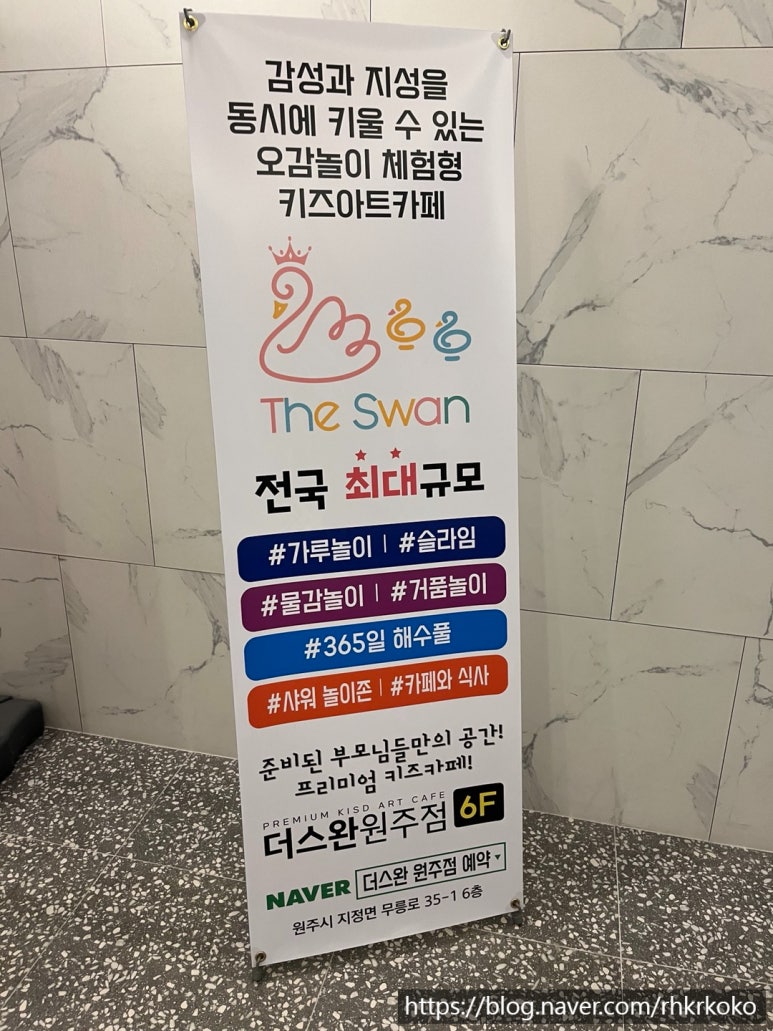 감성과 지성을
동시에 키울 수 있는
오감놀이 체험형
키즈아트카페
The Swan
전국 최대규모
#가루놀이 | #슬라임
#물감놀이 | #거품놀이
#365일 해수풀
#샤워 놀이존 | #카페와 식사
준비된 부모님들만의 공간!
프리미엄 키즈카페!
PREMIUM KISD ART CAFE
더스완원주점 6F
NAVER 더스완 원주점 예약
원주시 지정면 무릉로 35-1 6층
https://blog.naver.com/rhkrkoko